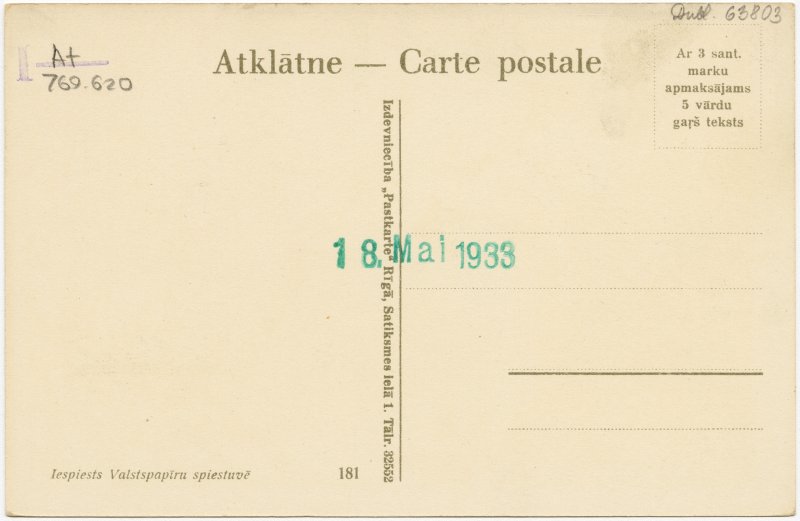 Dubl. 63803
At
769.620
Atklātne — Carte postale
Ar 3 sant.
marku
apmaksājams
5 vārdu
gaŗš teksts
Izdevniecība „Pastkarte“ Rīgā, Satiksmes ielā 1. Tālr. 32552
18. Mai 1933
Iespiests Valstspapīru spiestuvē
181